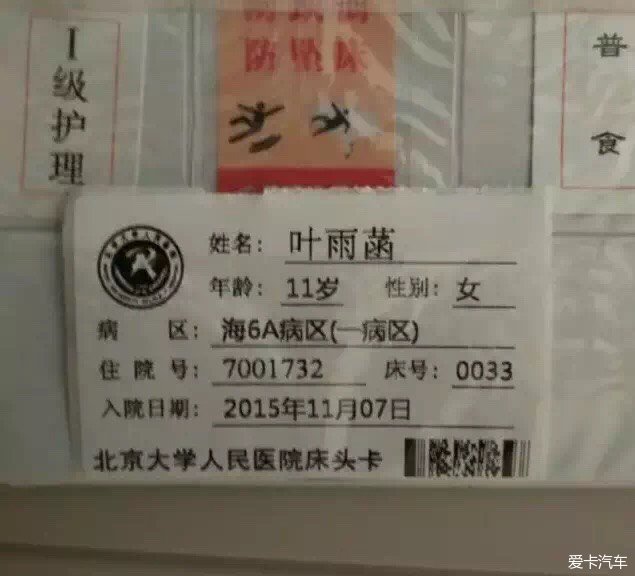 I级护理
防坠床
普食
姓名: 叶雨菡
年龄: 11岁 性别: 女
病区: 海6A病区(一病区)
住院号: 7001732 床号: 0033
入院日期: 2015年11月07日
北京大学人民医院床头卡
爱卡汽车